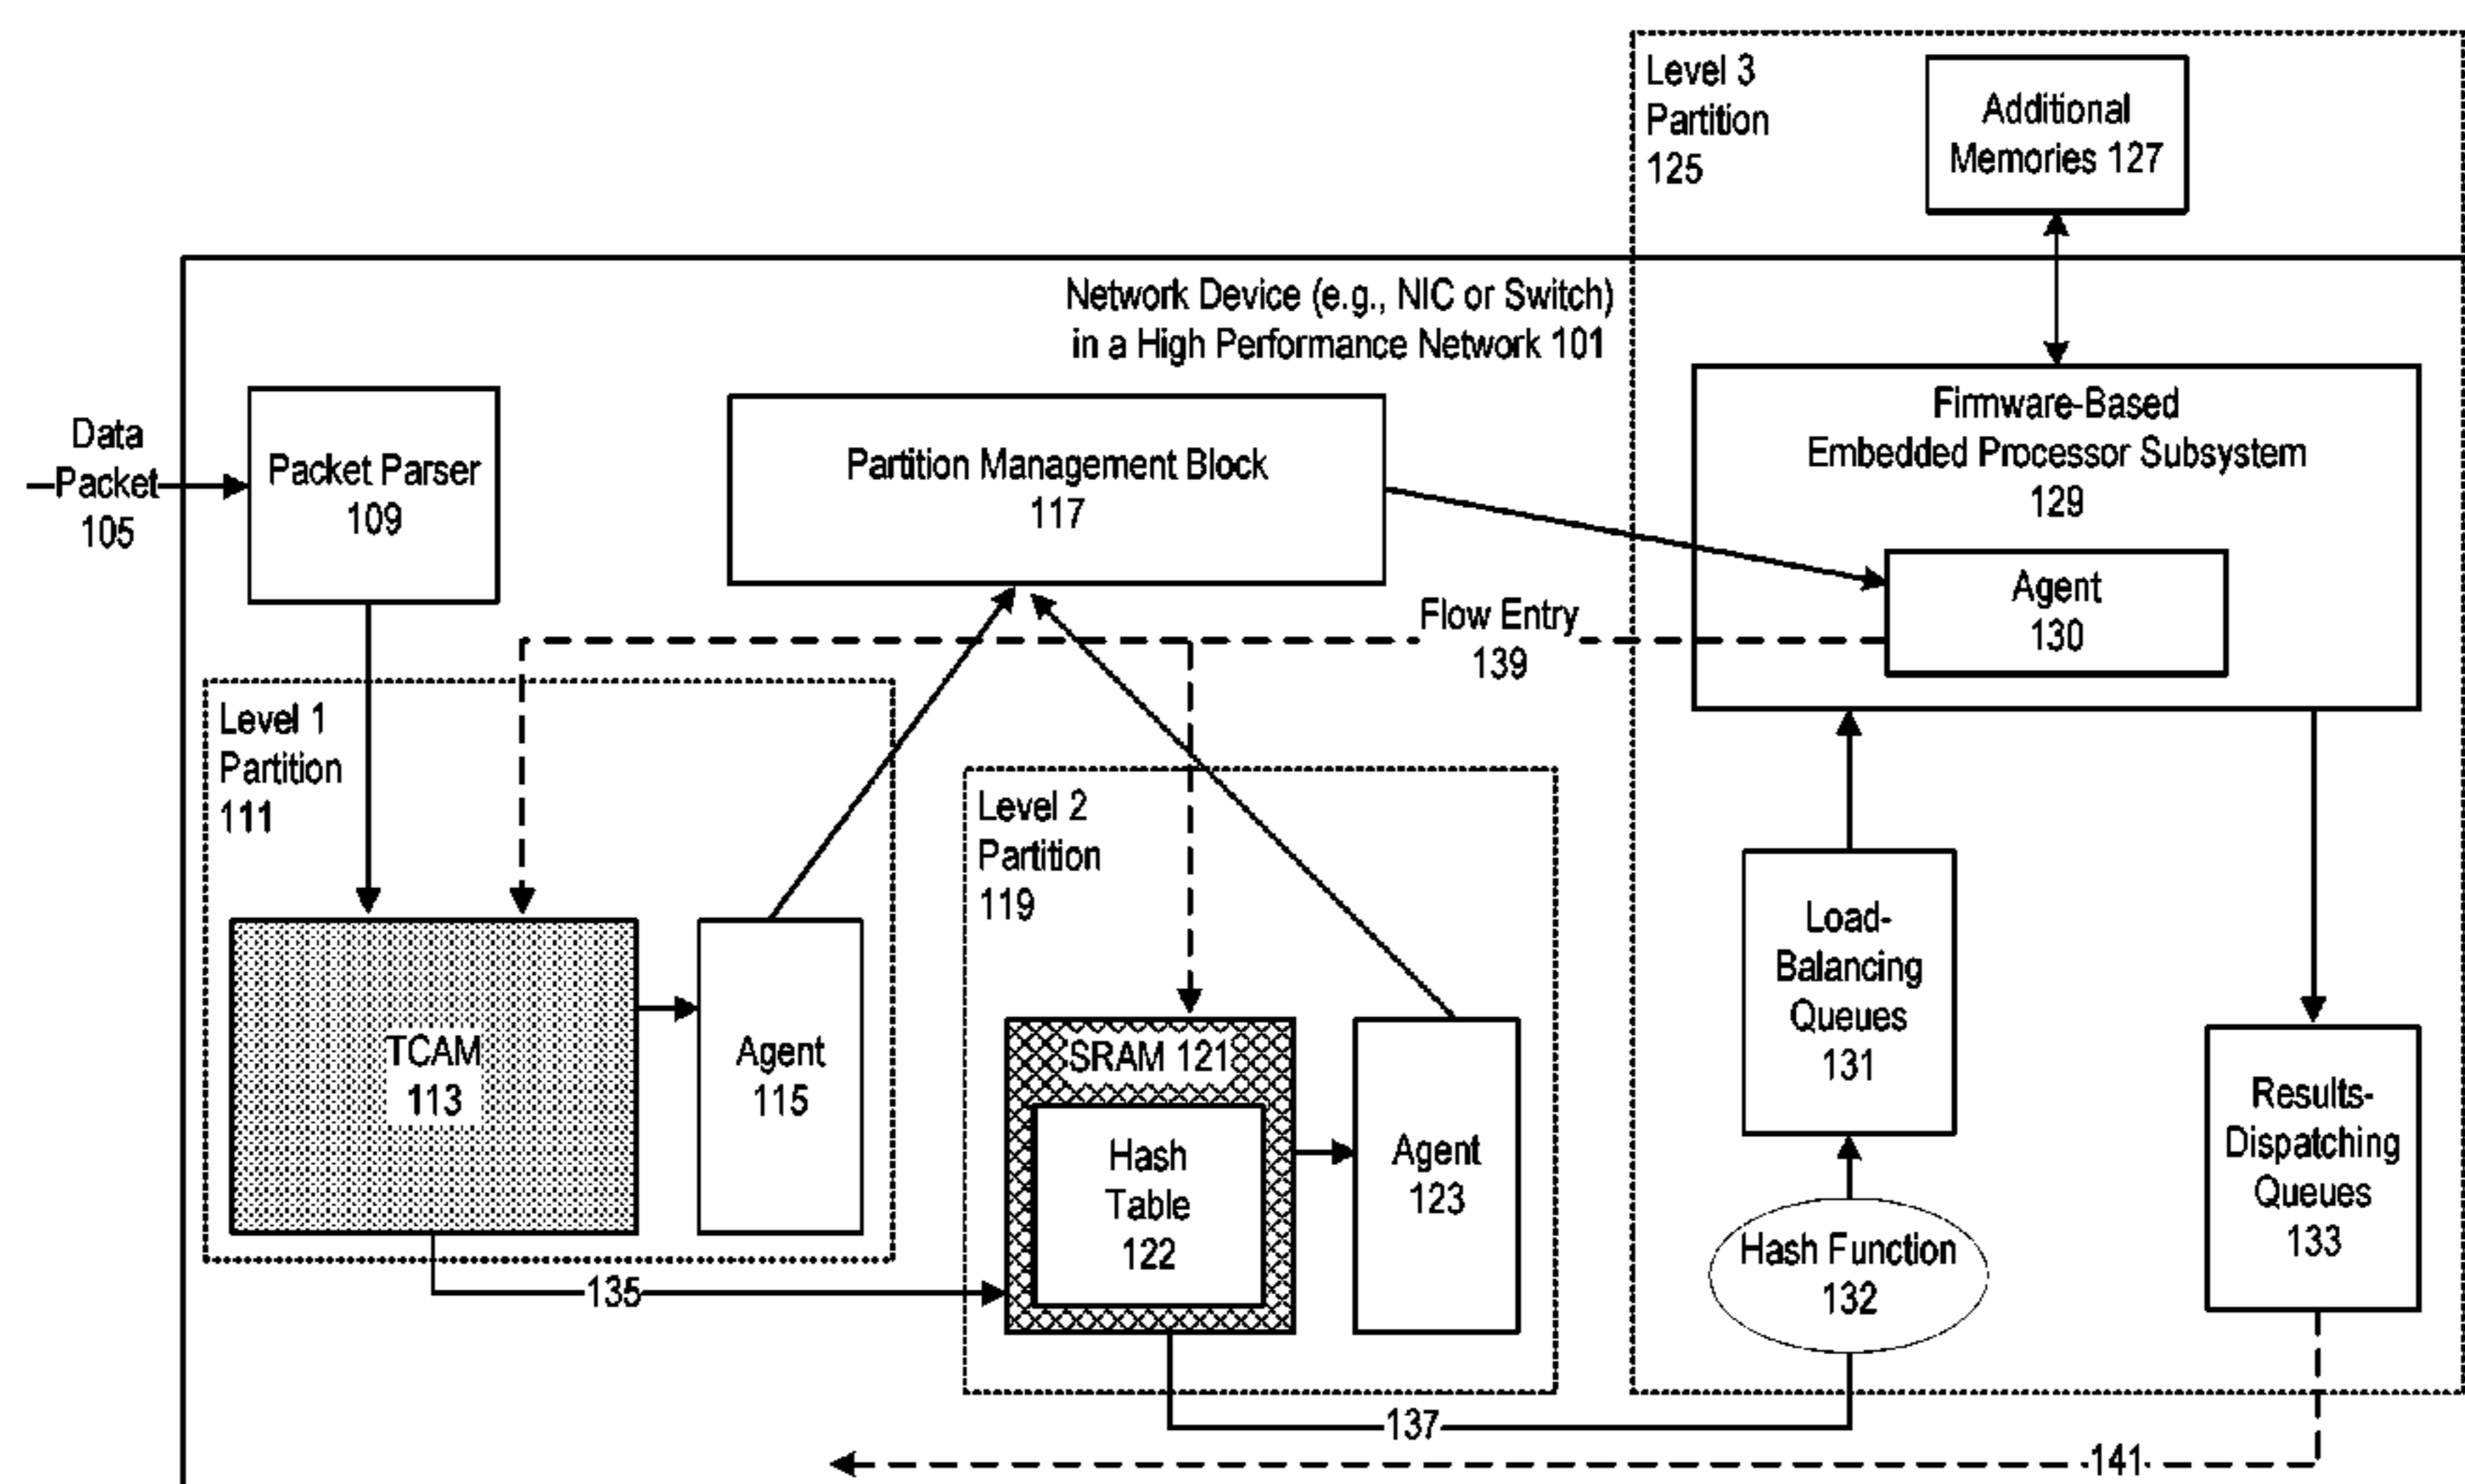 Level 3
Partition
125
Additional
Memories 127
Network Device (e.g., NIC or Switch)
in a High Performance Network 101
Data
Packet
105
Packet Parser
109
Partition Management Block
117
Firmware-Based
Embedded Processor Subsystem
129
Agent
130
Flow Entry
139
Level 1
Partition
111
TCAM
113
Agent
115
Level 2
Partition
119
SRAM 121
Hash
Table
122
Agent
123
Load-
Balancing
Queues
131
Hash Function
132
Results-
Dispatching
Queues
133
135
137
141